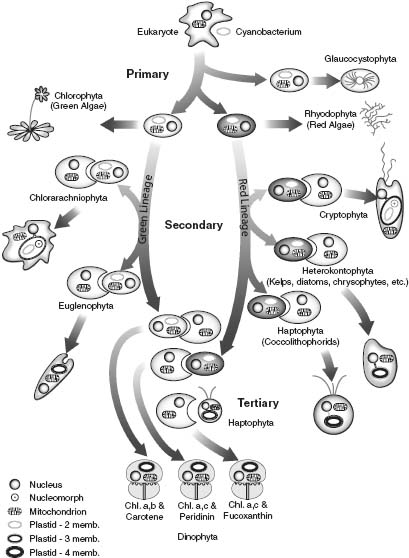 Eukaryote
Cyanobacterium
Primary
Glaucocystophyta
Chlorophyta
(Green Algae)
Rhyodophyta
(Red Algae)
Green Lineage
Red Lineage
Chlorarachniophyta
Secondary
Cryptophyta
Heterokontophyta
(Kelps, diatoms, chrysophytes, etc.)
Euglenophyta
Haptophyta
(Coccolithophorids)
Tertiary
Haptophyta
Nucleus
Nucleomorph
Mitochondrion
Plastid - 2 memb.
Plastid - 3 memb.
Plastid - 4 memb.
Chl. a,b &
Carotene
Chl. a,c &
Peridinin
Chl. a,c &
Fucoxanthin
Dinophyta